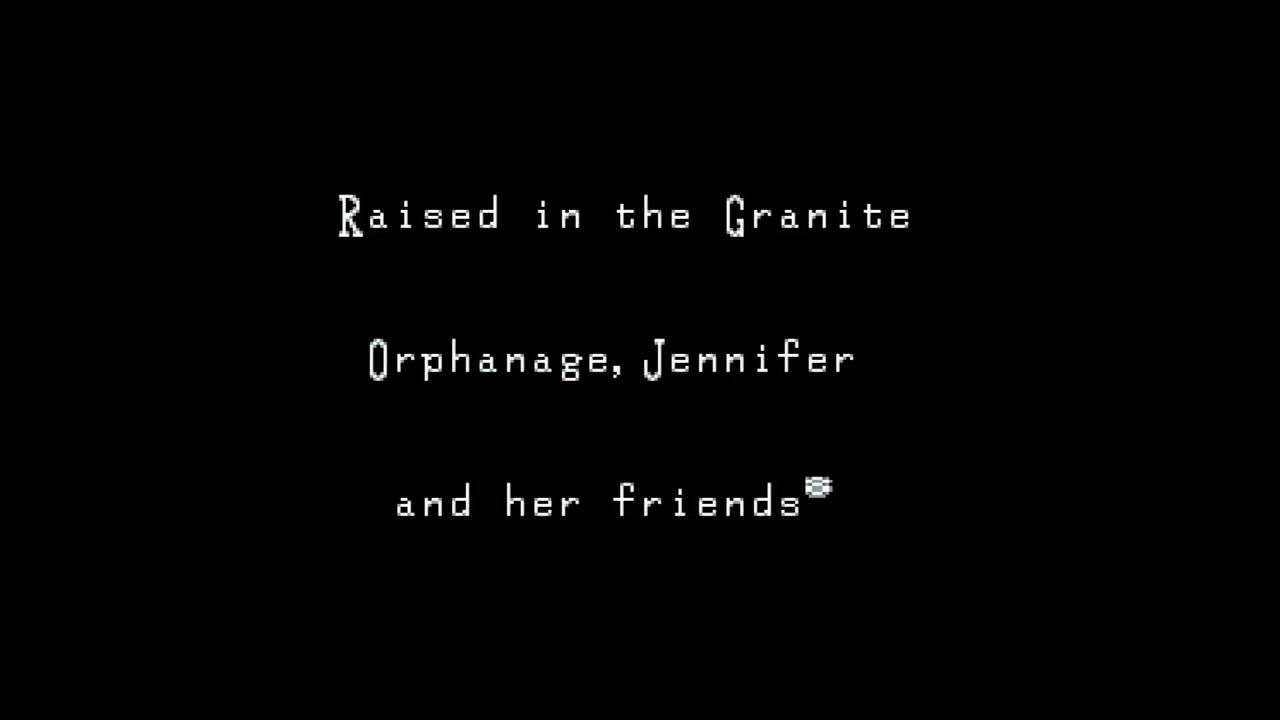 Raised in the Granite
Orphanage, Jennifer
and her friends